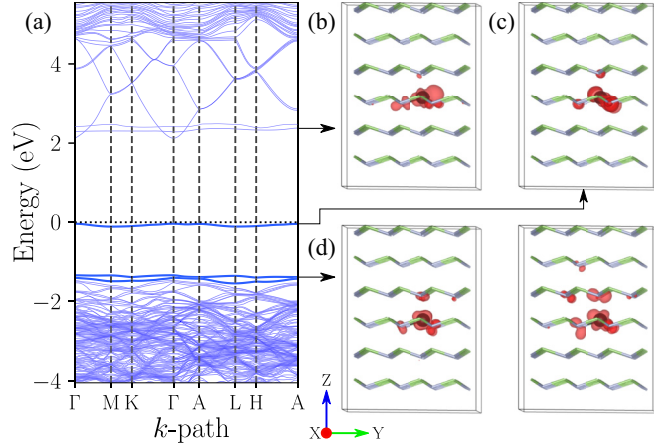 (a)
(b)
(c)
Energy (eV)
4
2
0
−2
−4
(d)
Γ M K Γ A L H A
k-path
Z
X
Y